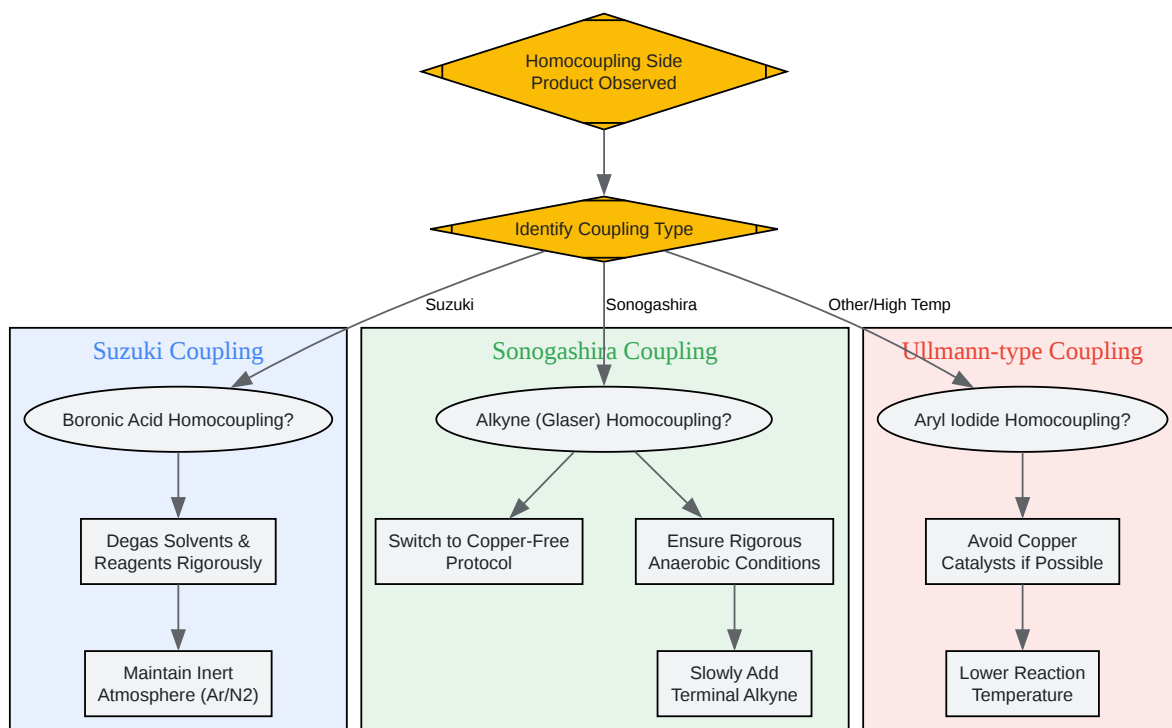 Homocoupling Side
Product Observed
Identify Coupling Type
Suzuki
Sonogashira
Other/High Temp
Suzuki Coupling
Sonogashira Coupling
Ullmann-type Coupling
Boronic Acid Homocoupling?
Alkyne (Glaser) Homocoupling?
Aryl Iodide Homocoupling?
Degas Solvents &
Reagents Rigorously
Switch to Copper-Free
Protocol
Ensure Rigorous
Anaerobic Conditions
Avoid Copper
Catalysts if Possible
Maintain Inert
Atmosphere (Ar/N2)
Slowly Add
Terminal Alkyne
Lower Reaction
Temperature